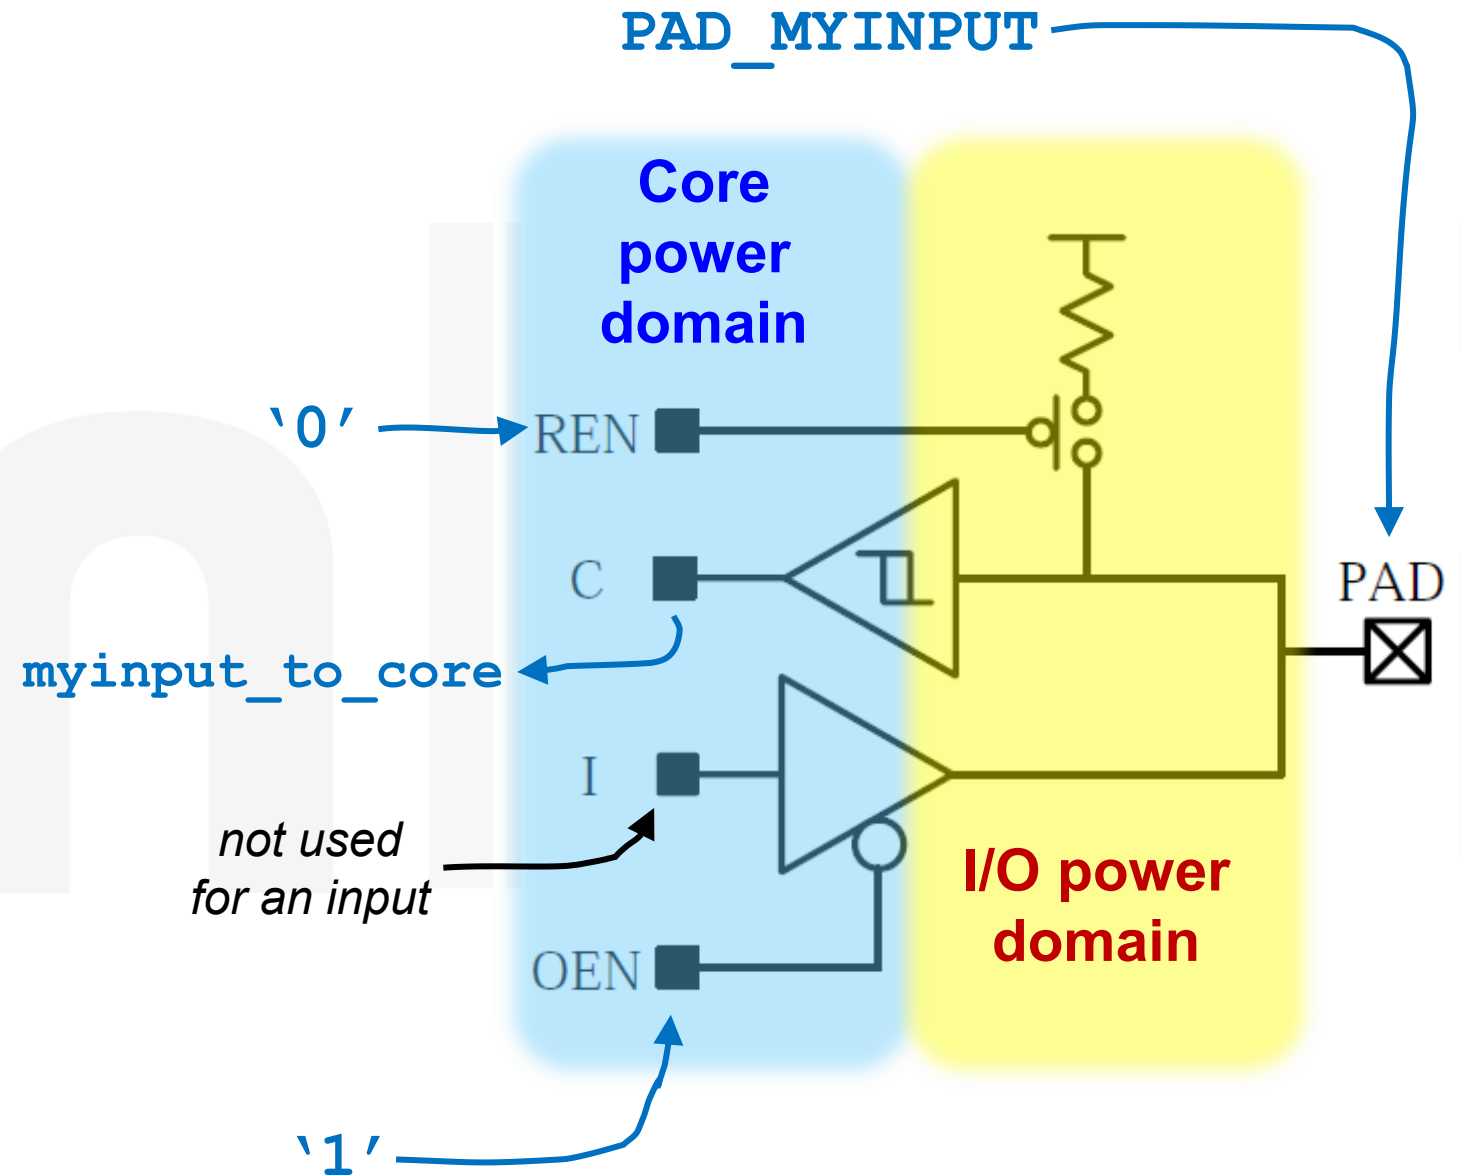 PAD_MYINPUT
Core
power
domain
‘0’
REN
C
PAD
myinput_to_core
I
not used
for an input
I/O power
domain
OEN
‘1’